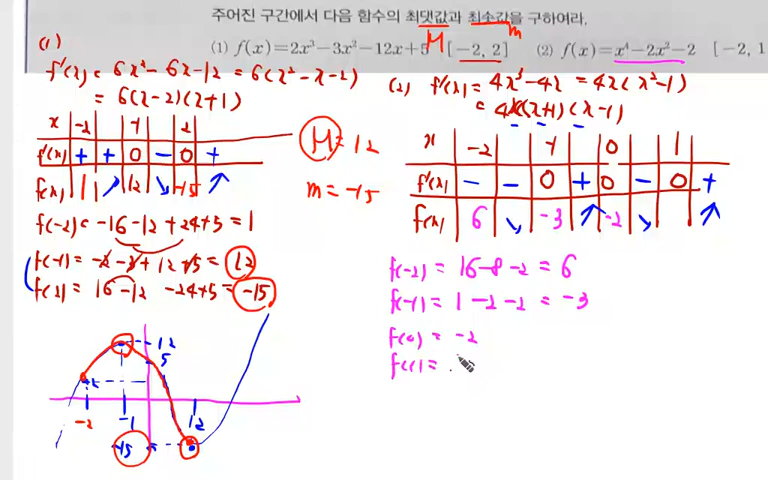 주어진 구간에서 다음 함수의 최댓값과 최솟값을 구하여라.
M m
(1) f(x)=2x³-3x²-12x+5 [-2, 2] (2) f(x)=x⁴-2x²-2 [-2, 1
(1)
f'(x) = 6x²-6x-12 = 6(x²-x-2)
= 6(x-2)(x+1)
x -2 -1 2
f'(x) + + 0 - 0 +
f(x) 1 ↗ 12 ↘ -15 ↗
f(-2) = -16-12+24+5=1
f(-1) = -2-3+12+5=12
f(2) = 16-12-24+5=-15
M=12
m=-15
12
5
-2 -1 2
-15
(2) f'(x) = 4x³-4x = 4x(x²-1)
= 4x(x+1)(x-1)
x -2 -1 0 1
f'(x) - - 0 + 0 - 0 +
f(x) 6 ↘ -3 ↗ -2 ↘ ↗
f(-2) = 16-8-2 = 6
f(-1) = 1-2-2 = -3
f(0) = -2
f(1) =